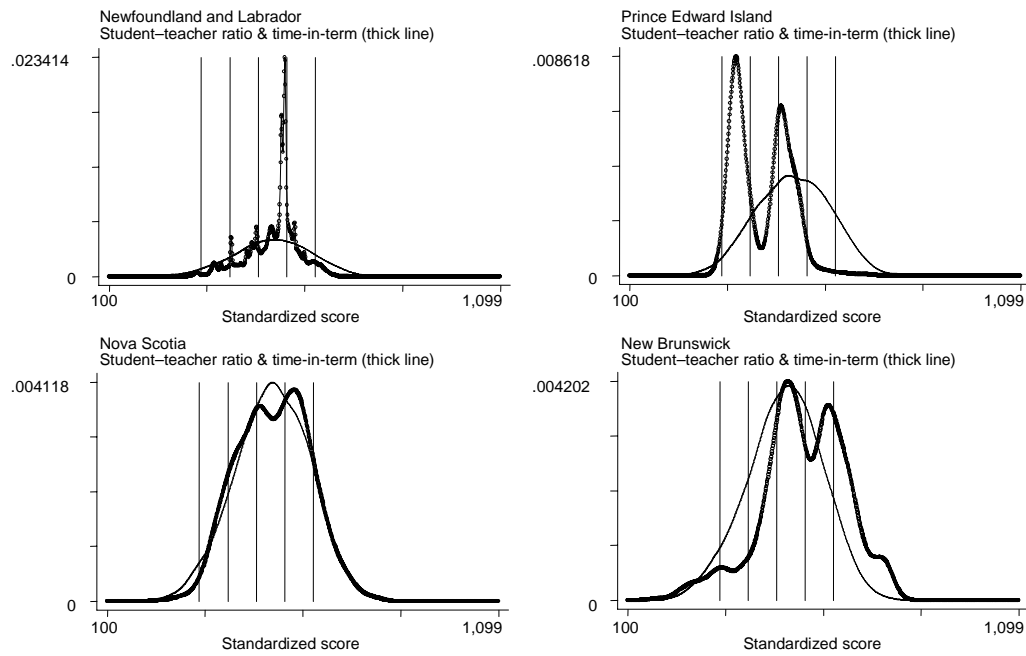 Newfoundland and Labrador
Student–teacher ratio & time-in-term (thick line)
.023414
0
100
1,099
Standardized score
Prince Edward Island
Student–teacher ratio & time-in-term (thick line)
.008618
0
100
1,099
Standardized score
Nova Scotia
Student–teacher ratio & time-in-term (thick line)
.004118
0
100
1,099
Standardized score
New Brunswick
Student–teacher ratio & time-in-term (thick line)
.004202
0
100
1,099
Standardized score